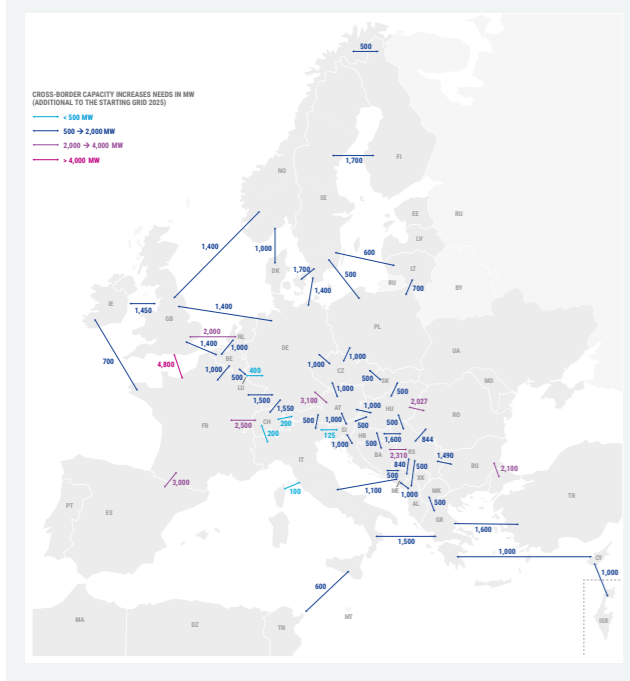 500
CROSS-BORDER CAPACITY INCREASES NEEDS IN MW
(ADDITIONAL TO THE STARTING GRID 2025)
< 500 MW
500 → 2,000 MW
2,000 → 4,000 MW
> 4,000 MW
1,700
FI
NO
SE
EE
RU
LV
1,400
1,000
600
DK
1,700
LT
500
RU
700
BY
1,400
IE
1,450
GB
1,400
PL
2,000
NL
1,400
1,000
DE
UA
BE
1,000
1,000
4,800
1,000
CZ
700
500
400
500
SK
LU
MD
1,000
500
1,500
3,100
2,027
1,550
AT
1,000
HU
RO
FR
2,500
CH
200
500
1,000
500
500
200
125
SI
HR
1,600
844
1,000
500
BA
2,310
RS
1,490
IT
840
500
BG
2,100
3,000
500
XK
100
1,100
ME
1,000
MK
500
AL
PT
ES
TR
GR
1,600
1,500
1,000
CY
1,000
600
MT
ISR
MA
DZ
TN